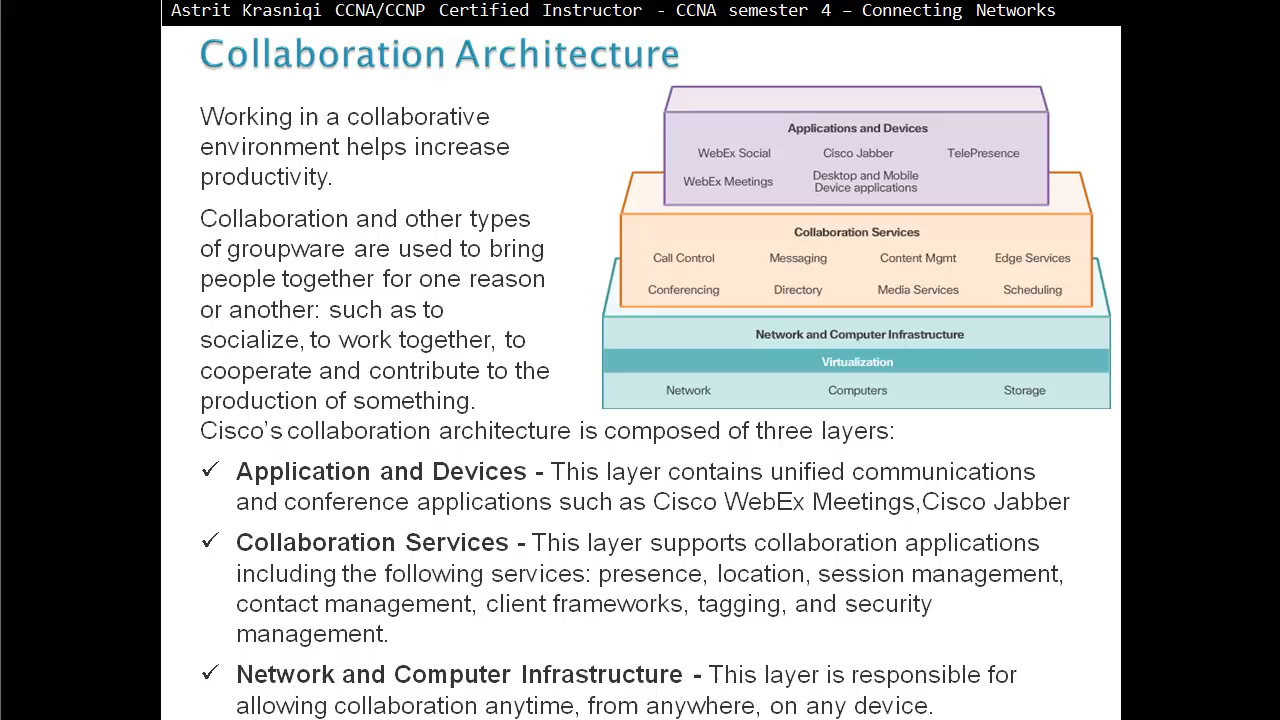 Astrit Krasniqi CCNA/CCNP Certified Instructor - CCNA semester 4 – Connecting Networks
Collaboration Architecture
Working in a collaborative
environment helps increase
productivity.
Collaboration and other types
of groupware are used to bring
people together for one reason
or another: such as to
socialize, to work together, to
cooperate and contribute to the
production of something.
Applications and Devices
WebEx Social Cisco Jabber TelePresence
WebEx Meetings Desktop and Mobile
Device applications
Collaboration Services
Call Control Messaging Content Mgmt Edge Services
Conferencing Directory Media Services Scheduling
Network and Computer Infrastructure
Virtualization
Network Computers Storage
Cisco's collaboration architecture is composed of three layers:
✓ Application and Devices - This layer contains unified communications
and conference applications such as Cisco WebEx Meetings,Cisco Jabber
✓ Collaboration Services - This layer supports collaboration applications
including the following services: presence, location, session management,
contact management, client frameworks, tagging, and security
management.
✓ Network and Computer Infrastructure - This layer is responsible for
allowing collaboration anytime, from anywhere, on any device.